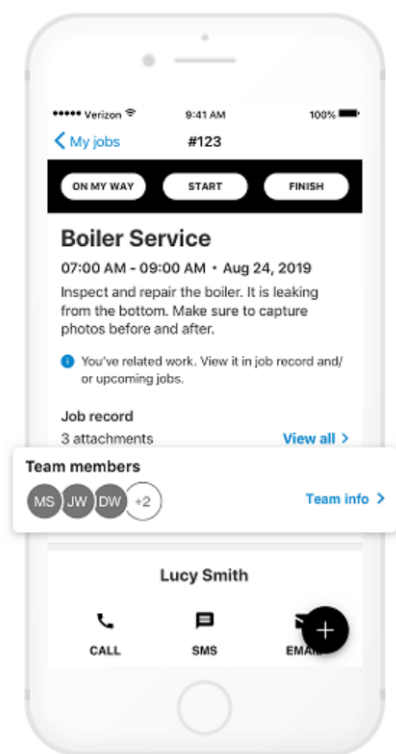 Verizon 9:41 AM 100%
My jobs #123
ON MY WAY START FINISH
Boiler Service
07:00 AM - 09:00 AM • Aug 24, 2019
Inspect and repair the boiler. It is leaking
from the bottom. Make sure to capture
photos before and after.
You've related work. View it in job record and/
or upcoming jobs.
Job record
3 attachments View all >
Team members
MS JW DW +2 Team info >
Lucy Smith
CALL SMS EMAIL